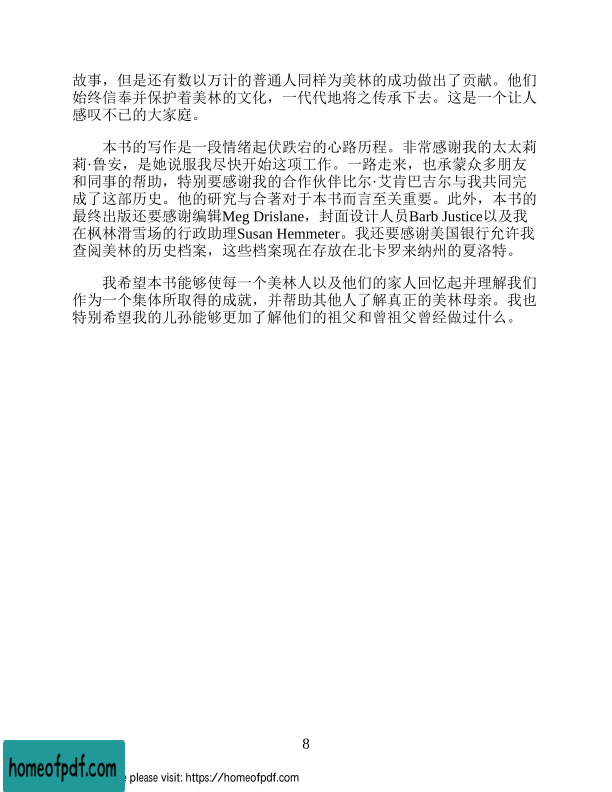 故事，但是还有数以万计的普通人同样为美林的成功做出了贡献。他们
始终信奉并保护着美林的文化，一代代地将之传承下去。这是一个让人
感叹不已的大家庭。
本书的写作是一段情绪起伏跌宕的心路历程。非常感谢我的太太莉
莉·鲁安，是她说服我尽快开始这项工作。一路走来，也承蒙众多朋友
和同事的帮助，特别要感谢我的合作伙伴比尔·艾肯巴吉尔与我共同完
成了这部历史。他的研究与合著对于本书而言至关重要。此外，本书的
最终出版还要感谢编辑Meg Drislane，封面设计人员Barb Justice以及我
在枫林滑雪场的行政助理Susan Hemmeter。我还要感谢美国银行允许我
查阅美林的历史档案，这些档案现在存放在北卡罗来纳州的夏洛特。
我希望本书能够使每一个美林人以及他们的家人回忆起并理解我们
作为一个集体所取得的成就，并帮助其他人了解真正的美林母亲。我也
特别希望我的儿孙能够更加了解他们的祖父和曾祖父曾经做过什么。
8
homeofpdf.com
please visit: https://homeofpdf.com